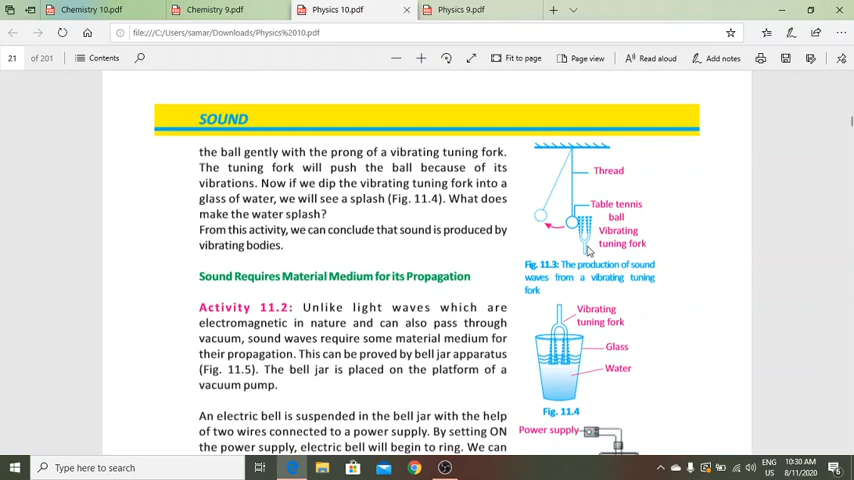 Chemistry 10.pdf
Chemistry 9.pdf
Physics 10.pdf
Physics 9.pdf
file:///C:/Users/samar/Downloads/Physics%2010.pdf
21 of 201
Contents
Fit to page
Page view
Read aloud
Add notes
SOUND
the ball gently with the prong of a vibrating tuning fork.
The tuning fork will push the ball because of its
vibrations. Now if we dip the vibrating tuning fork into a
glass of water, we will see a splash (Fig. 11.4). What does
make the water splash?
From this activity, we can conclude that sound is produced by
vibrating bodies.
Sound Requires Material Medium for its Propagation
Activity 11.2: Unlike light waves which are
electromagnetic in nature and can also pass through
vacuum, sound waves require some material medium for
their propagation. This can be proved by bell jar apparatus
(Fig. 11.5). The bell jar is placed on the platform of a
vacuum pump.
An electric bell is suspended in the bell jar with the help
of two wires connected to a power supply. By setting ON
the power supply, electric bell will begin to ring. We can
Thread
Table tennis
ball
Vibrating
tuning fork
Fig. 11.3: The production of sound
waves from a vibrating tuning
fork
Vibrating
tuning fork
Glass
Water
Fig. 11.4
Power supply
Type here to search
ENG
US
10:30 AM
8/11/2020